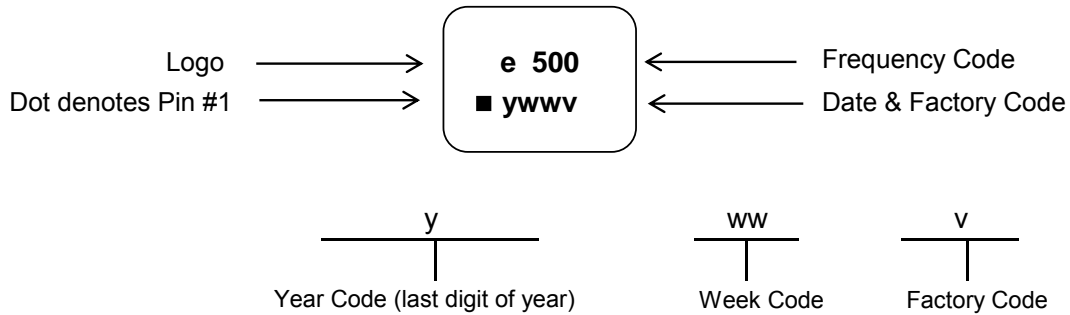 Logo
e 500
Frequency Code
Dot denotes Pin #1
■ ywwv
Date & Factory Code
y
ww
v
Year Code (last digit of year)
Week Code
Factory Code